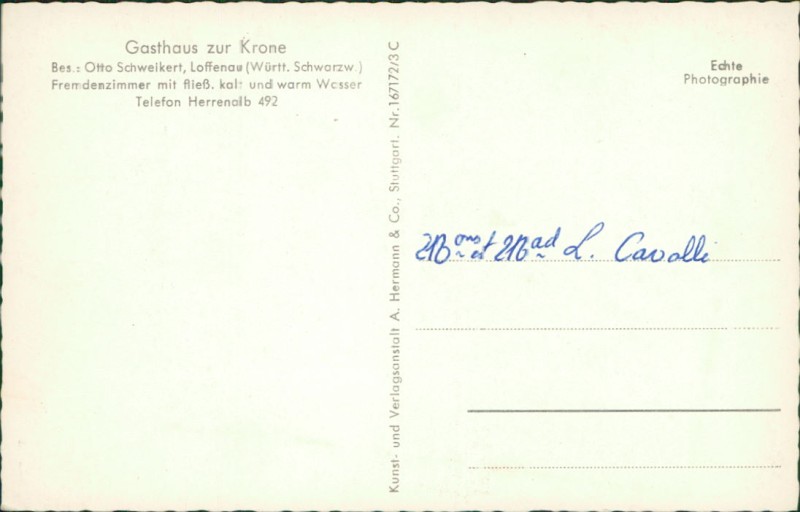 Gasthaus zur Krone
Bes.: Otto Schweikert, Loffenau (Württ. Schwarzw.)
Fremdenzimmer mit fließ. kalt und warm Wasser
Telefon Herrenalb 492
Kunst- und Verlagsanstalt A. Hermann & Co., Stuttgart. Nr.167172/3 C
Echte
Photographie
Mons et Mad L. Cavolli